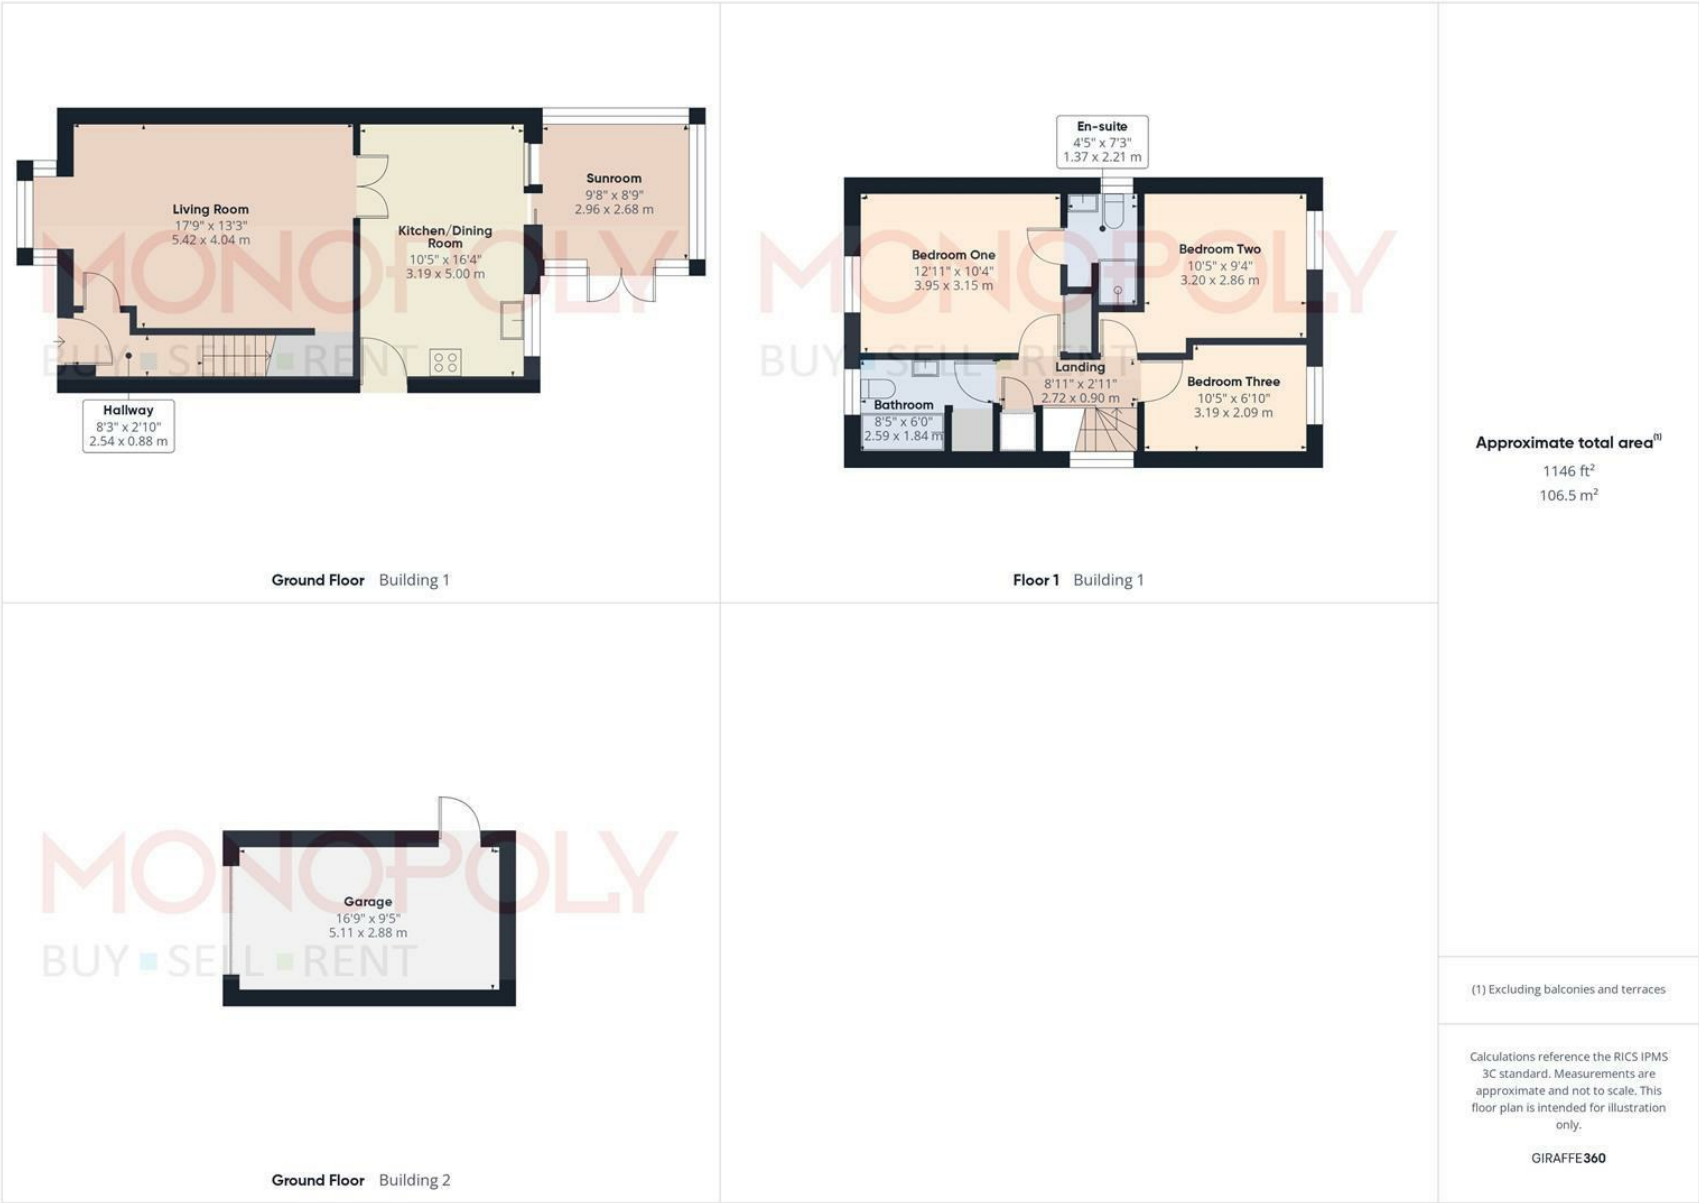 En-suite
4'5" x 7'3"
1.37 x 2.21 m
Living Room
17'9" x 13'3"
5.42 x 4.04 m
Kitchen/Dining
Room
10'5" x 16'4"
3.19 x 5.00 m
Sunroom
9'8" x 8'9"
2.96 x 2.68 m
MONOPOLY
BUY SELL RENT
Hallway
8'3" x 2'10"
2.54 x 0.88 m
Ground Floor Building 1
Bedroom One
12'11" x 10'4"
3.95 x 3.15 m
Bedroom Two
10'5" x 9'4"
3.20 x 2.86 m
MONOPOLY
BUY SELL RENT
Landing
8'11" x 2'11"
2.72 x 0.90 m
Bathroom
8'5" x 6'0"
2.59 x 1.84 m
Bedroom Three
10'5" x 6'10"
3.19 x 2.09 m
Floor 1 Building 1
Approximate total area(1)
1146 ft²
106.5 m²
MONOPOLY
BUY SELL RENT
Garage
16'9" x 9'5"
5.11 x 2.88 m
Ground Floor Building 2
(1) Excluding balconies and terraces
Calculations reference the RICS IPMS
3C standard. Measurements are
approximate and not to scale. This
floor plan is intended for illustration
only.
GIRAFFE360